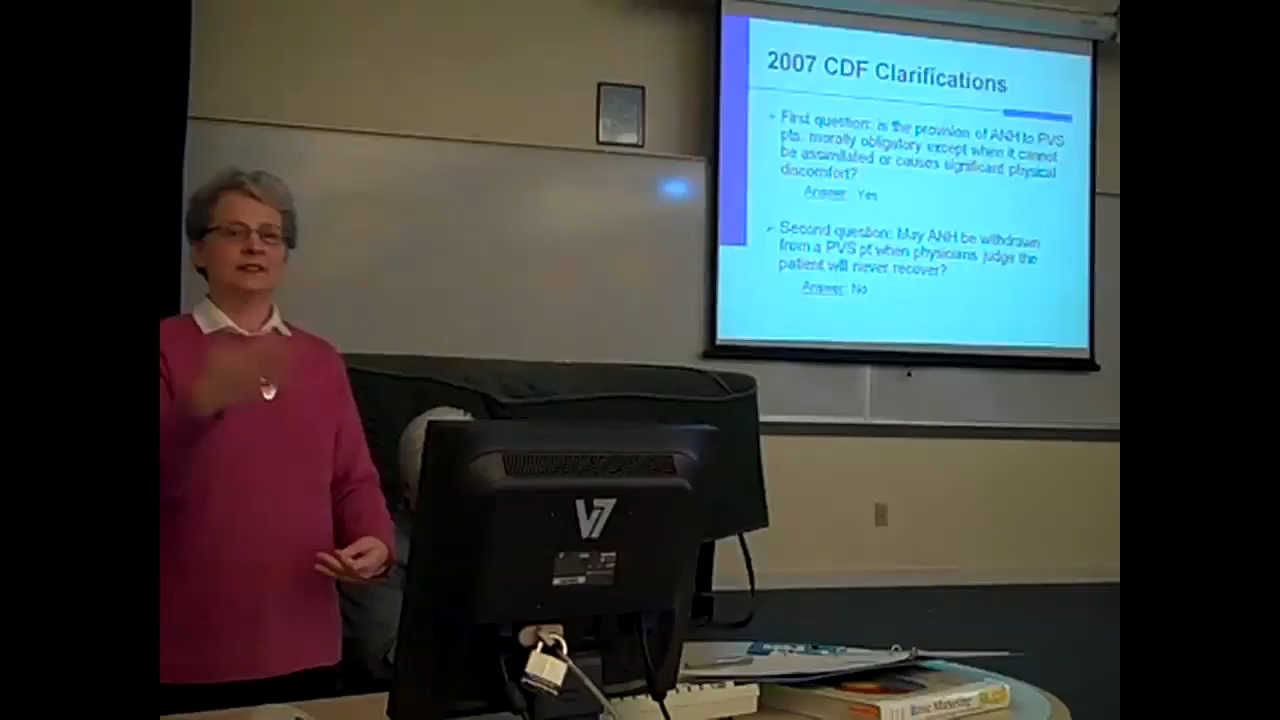 2007 CDF Clarifications
First question: is the provision of ANH to PVS
pts. morally obligatory except when it cannot
be assimilated or causes significant physical
discomfort?
Answer: Yes
Second question: May ANH be withdrawn
from a PVS pt when physicians judge the
patient will never recover?
Answer: No
V7
Basic Marketing